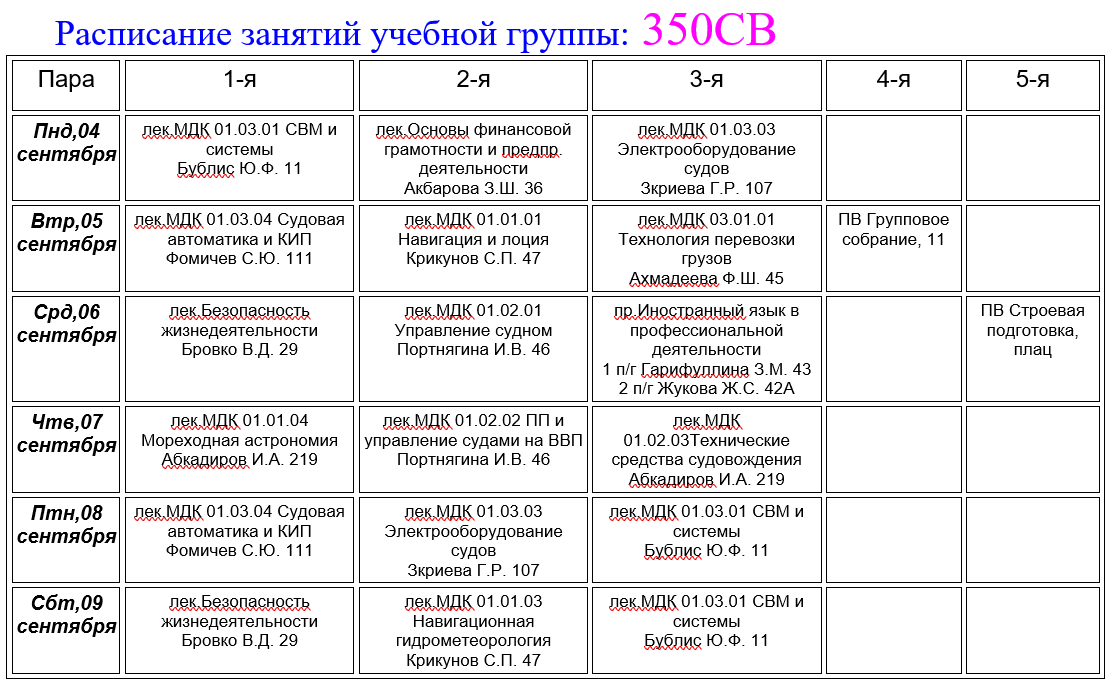 Расписание занятий учебной группы: 350СВ
Пара
1-я
2-я
3-я
4-я
5-я
Пнд,04
сентября
лек.МДК 01.03.01 СВМ и
системы
Бублис Ю.Ф. 11
лек.Основы финансовой
грамотности и предпр.
деятельности
Акбарова З.Ш. 36
лек.МДК 01.03.03
Электрооборудование
судов
Зкриева Г.Р. 107
Втр,05
сентября
лек.МДК 01.03.04 Судовая
автоматика и КИП
Фомичев С.Ю. 111
лек.МДК 01.01.01
Навигация и лоция
Крикунов С.П. 47
лек.МДК 03.01.01
Технология перевозки
грузов
Ахмадеева Ф.Ш. 45
ПВ Групповое
собрание, 11
Срд,06
сентября
лек.Безопасность
жизнедеятельности
Бровко В.Д. 29
лек.МДК 01.02.01
Управление судном
Портнягина И.В. 46
пр.Иностранный язык в
профессиональной
деятельности
1 п/г Гарифуллина З.М. 43
2 п/г Жукова Ж.С. 42А
ПВ Строевая
подготовка,
плац
Чтв,07
сентября
лек.МДК 01.01.04
Мореходная астрономия
Абкадиров И.А. 219
лек.МДК 01.02.02 ПП и
управление судами на ВВП
Портнягина И.В. 46
лек.МДК
01.02.03Технические
средства судовождения
Абкадиров И.А. 219
Птн,08
сентября
лек.МДК 01.03.04 Судовая
автоматика и КИП
Фомичев С.Ю. 111
лек.МДК 01.03.03
Электрооборудование
судов
Зкриева Г.Р. 107
лек.МДК 01.03.01 СВМ и
системы
Бублис Ю.Ф. 11
Сбт,09
сентября
лек.Безопасность
жизнедеятельности
Бровко В.Д. 29
лек.МДК 01.01.03
Навигационная
гидрометеорология
Крикунов С.П. 47
лек.МДК 01.03.01 СВМ и
системы
Бублис Ю.Ф. 11